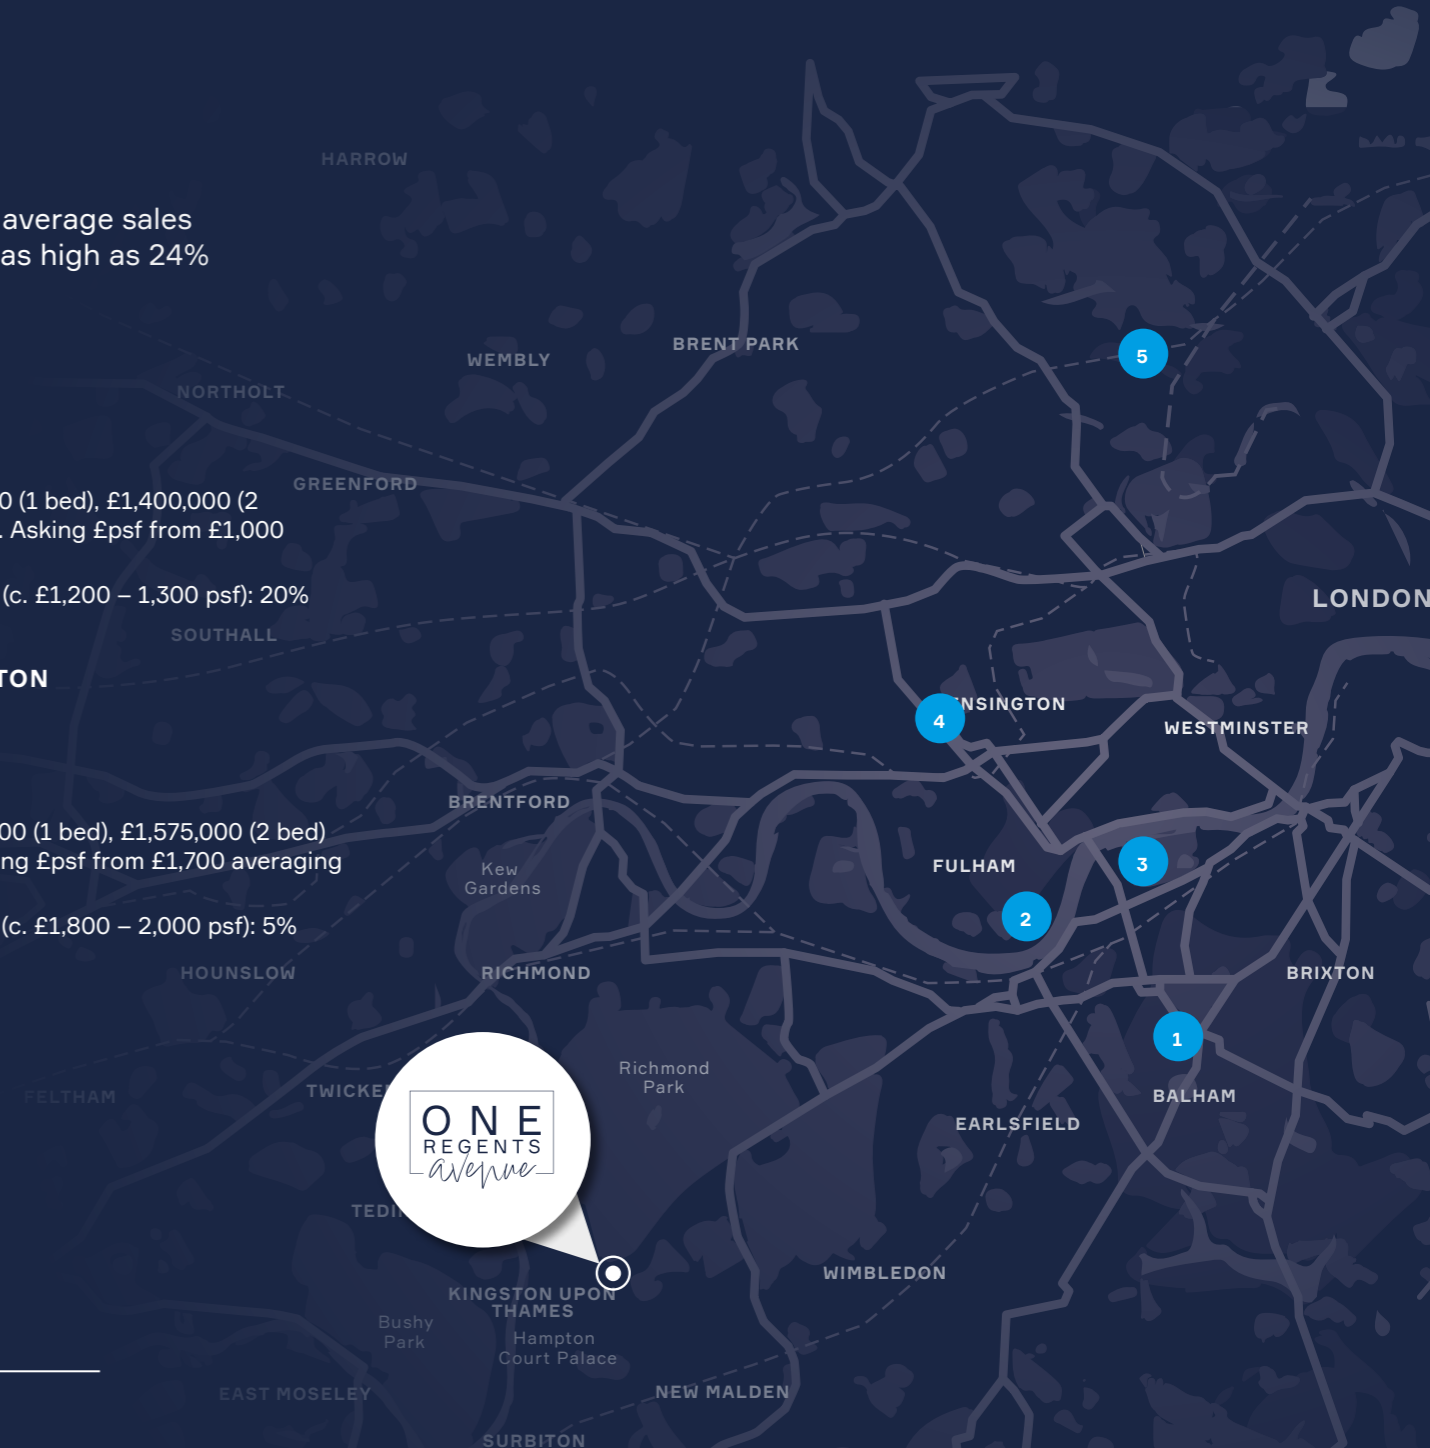 average sales
as high as 24%
0 (1 bed), £1,400,000 (2
. Asking £psf from £1,000
(c. £1,200 – 1,300 psf): 20%
TON
00 (1 bed), £1,575,000 (2 bed)
ng £psf from £1,700 averaging
(c. £1,800 – 2,000 psf): 5%
HARROW
BRENT PARK
WEMBLY
5
NORTHOLT
GREENFORD
LONDON
SOUTHALL
4
ENSINGTON
WESTMINSTER
BRENTFORD
Kew
Gardens
FULHAM
3
2
HOUNSLOW
RICHMOND
BRIXTON
1
Richmond
Park
FELTHAM
TWICKE
BALHAM
EARLSFIELD
ONE
REGENTS
avenue
TEDI
WIMBLEDON
KINGSTON UPON
THAMES
Bushy
Park
Hampton
Court Palace
EAST MOSELEY
NEW MALDEN
SURBITON